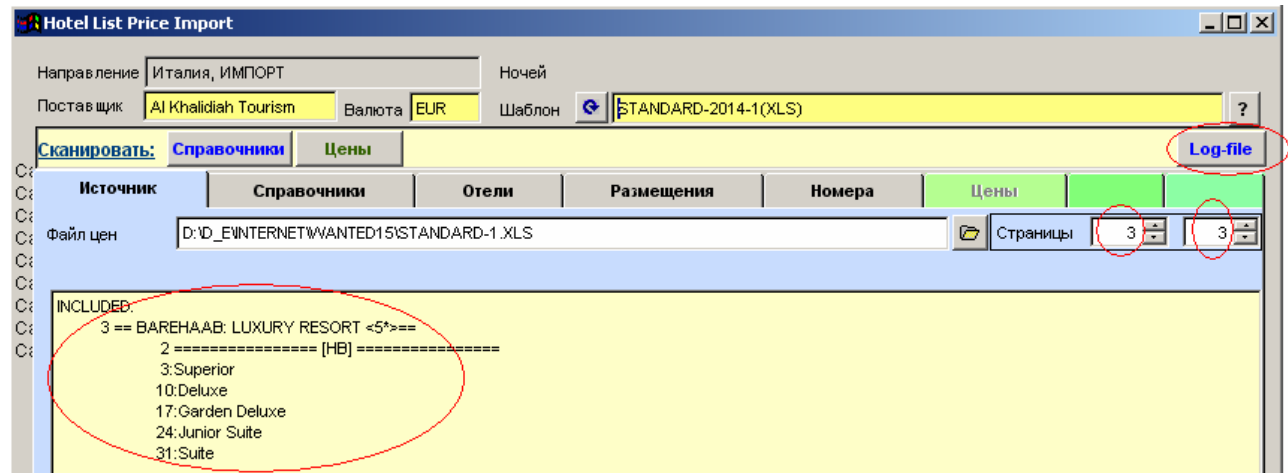 Hotel List Price Import
Направление Италия, ИМПОРТ Ночей
Поставщик Al Khalidiah Tourism Валюта EUR Шаблон STANDARD-2014-1(XLS) ?
Сканировать: Справочники Цены Log-file
Источник Справочники Отели Размещения Номера Цены
Файл цен D:\D_E\INTERNET\WANTED15\STANDARD-1.XLS Страницы 3 3
INCLUDED:
3 == BAREHAAB: LUXURY RESORT <5*>==
2 ================ [HB] ================
3:Superior
10:Deluxe
17:Garden Deluxe
24:Junior Suite
31:Suite